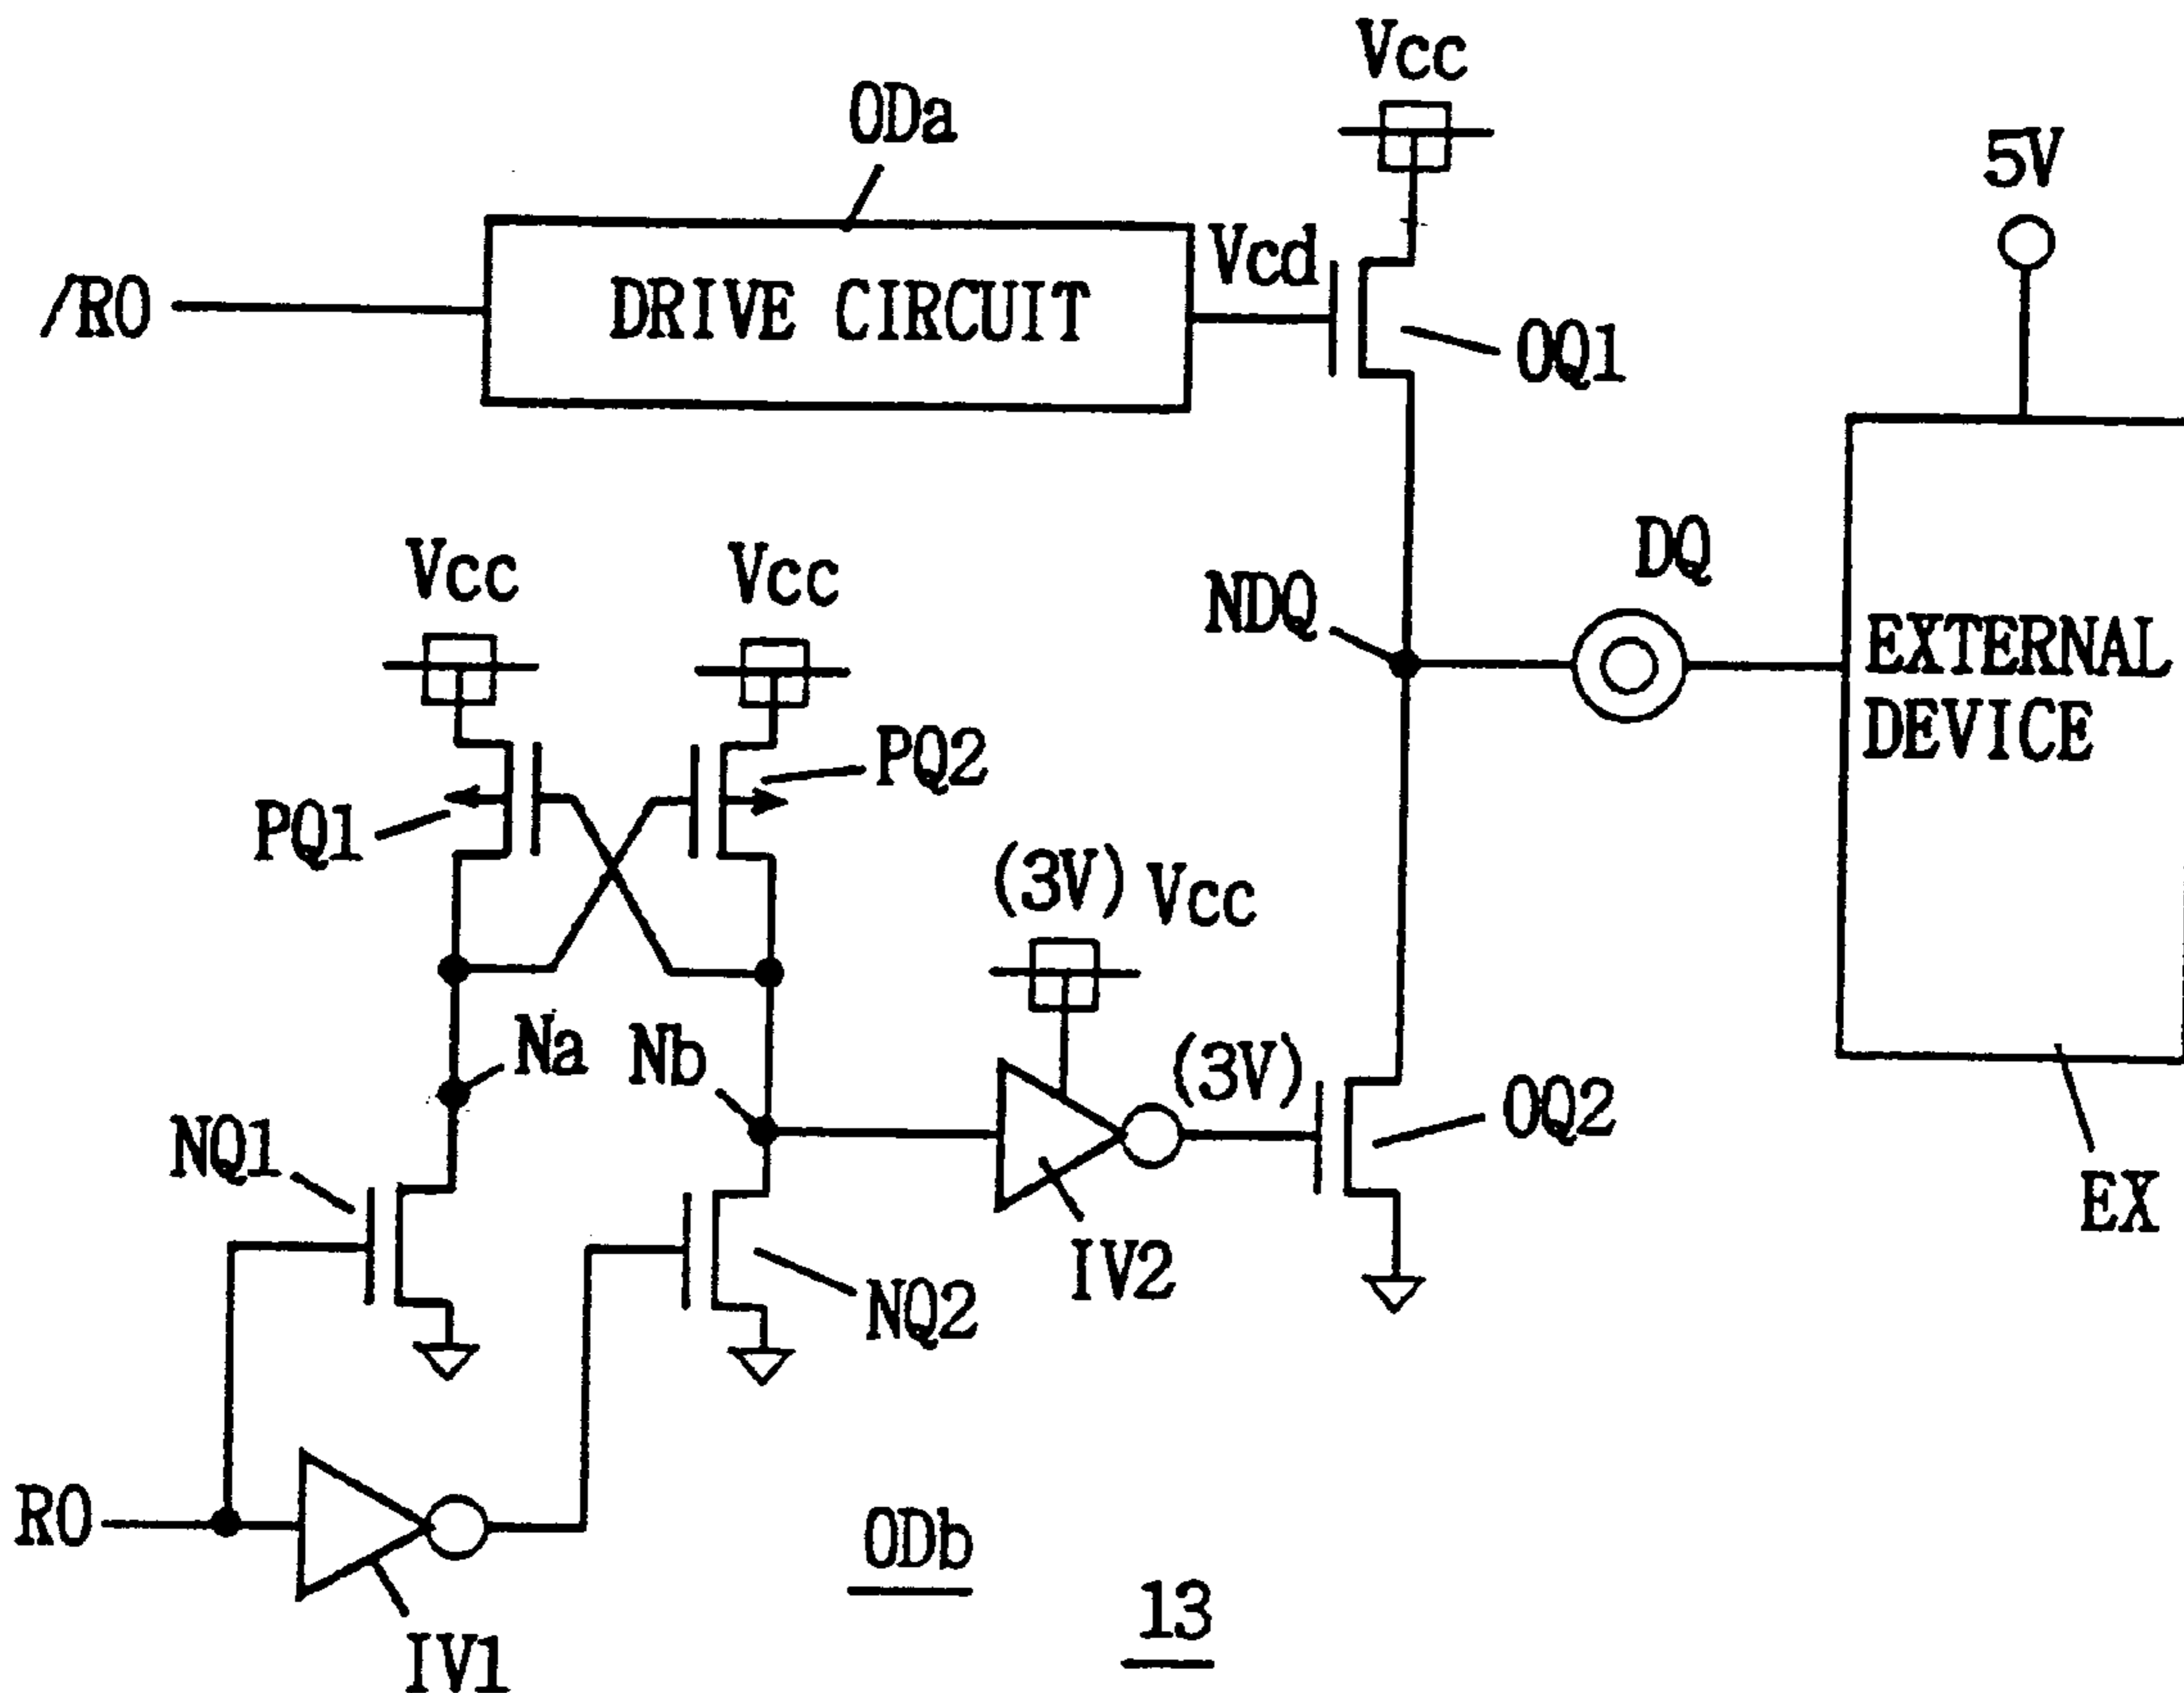 Vcc
ODa
5V
Vcd
/RO
DRIVE CIRCUIT
OQ1
DQ
Vcc
Vcc
NDQ
EXTERNAL
DEVICE
PQ2
PQ1
(3V) Vcc
Na
Nb
(3V)
OQ2
NQ1
EX
IV2
NQ2
RO
ODb
13
IV1